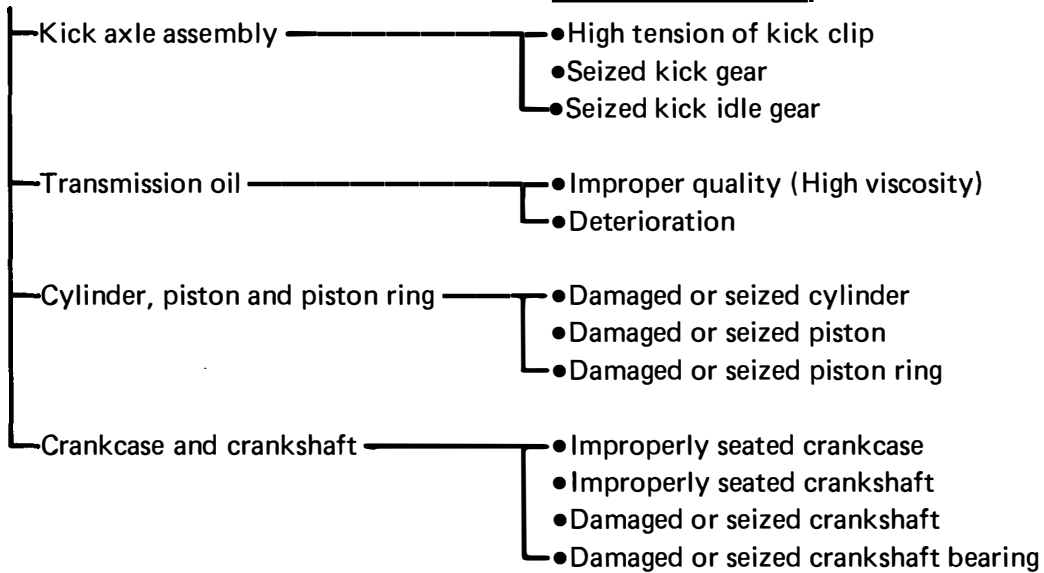 Kick axle assembly
●High tension of kick clip
●Seized kick gear
●Seized kick idle gear
Transmission oil
●Improper quality (High viscosity)
●Deterioration
Cylinder, piston and piston ring
●Damaged or seized cylinder
●Damaged or seized piston
●Damaged or seized piston ring
Crankcase and crankshaft
●Improperly seated crankcase
●Improperly seated crankshaft
●Damaged or seized crankshaft
●Damaged or seized crankshaft bearing